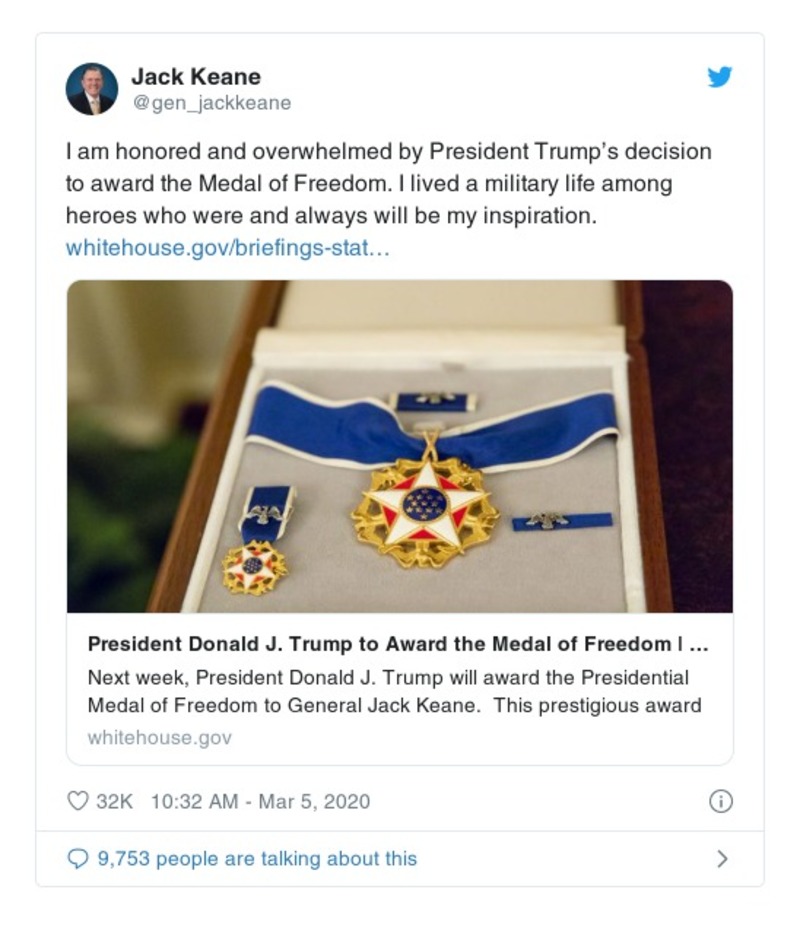 Jack Keane
@gen_jackkeane
I am honored and overwhelmed by President Trump’s decision
to award the Medal of Freedom. I lived a military life among
heroes who were and always will be my inspiration.
whitehouse.gov/briefings-stat…
President Donald J. Trump to Award the Medal of Freedom | ...
Next week, President Donald J. Trump will award the Presidential
Medal of Freedom to General Jack Keane.  This prestigious award
whitehouse.gov
32K 10:32 AM - Mar 5, 2020
9,753 people are talking about this